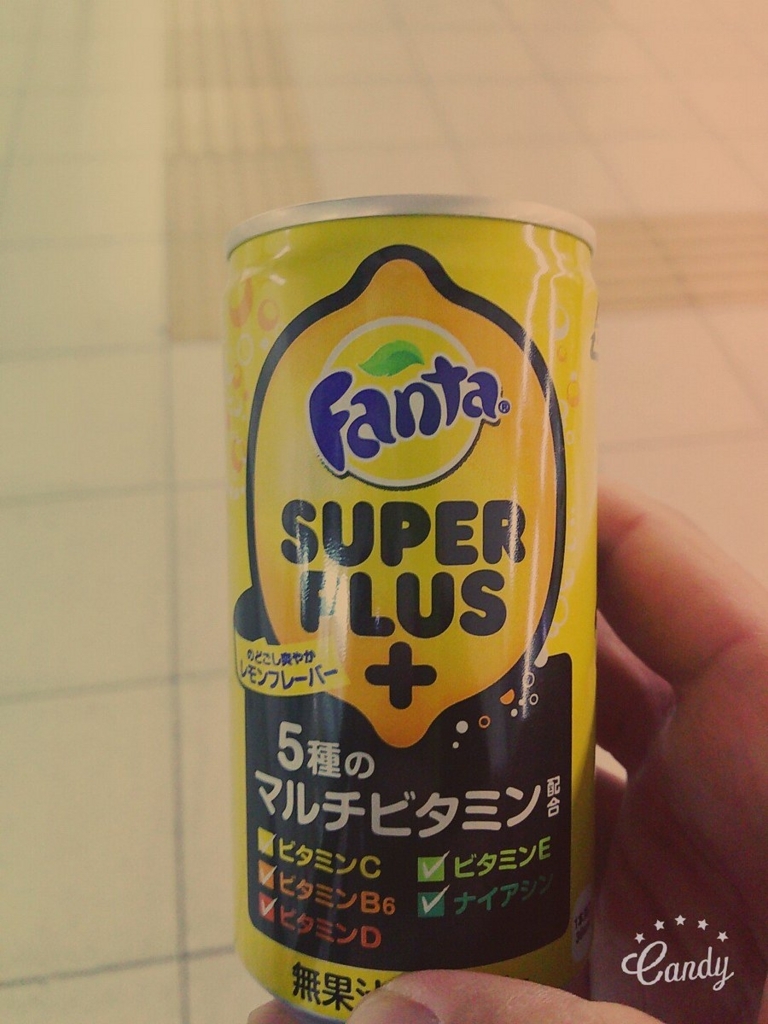 Fanta®
SUPER
PLUS
+
のどごし爽やか
レモンフレーバー
5種の
マルチビタミン配合
ビタミンC
ビタミンB6
ビタミンD
ビタミンE
ナイアシン
無果
Candy